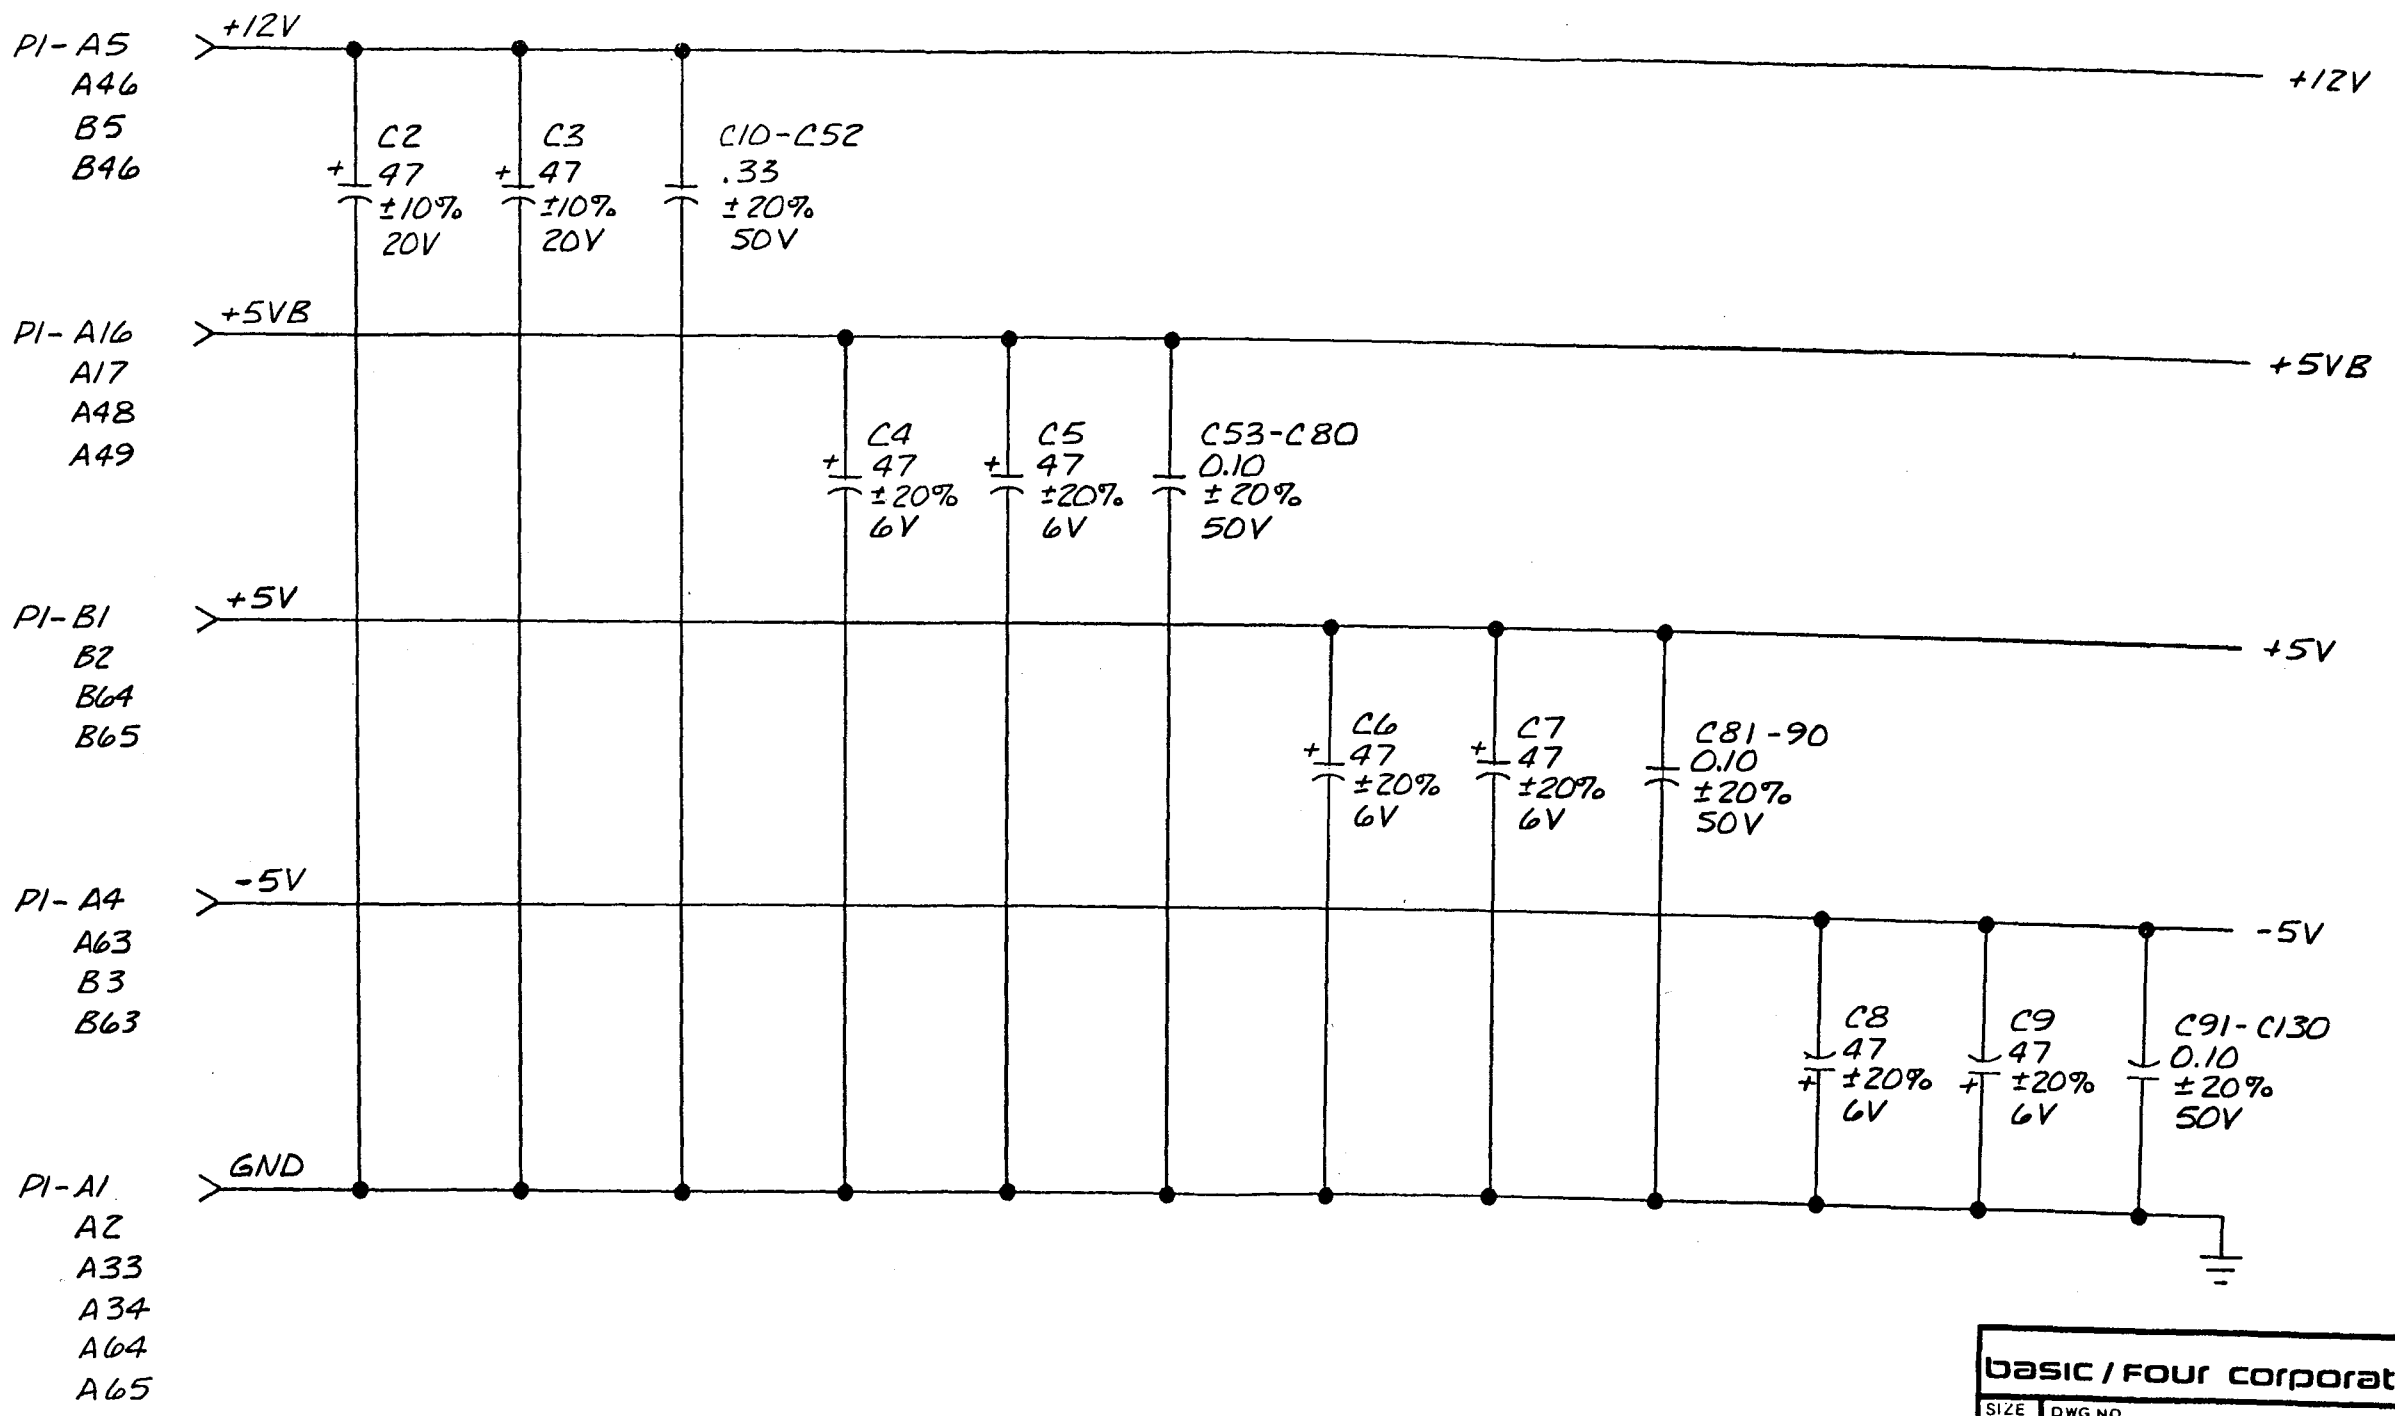 P1-A5 +12V
A46
B5
B46
+12V
C2
+ 47
±10%
20V
C3
+ 47
±10%
20V
C10-C52
.33
±20%
50V
P1-A16 +5VB
A17
A48
A49
+5VB
C4
+ 47
±20%
6V
C5
+ 47
±20%
6V
C53-C80
0.10
±20%
50V
P1-B1 +5V
B2
B64
B65
+5V
C6
+ 47
±20%
6V
C7
+ 47
±20%
6V
C81-90
0.10
±20%
50V
P1-A4 -5V
A63
B3
B63
-5V
C8
47
+ ±20%
6V
C9
47
+ ±20%
6V
C91-C130
0.10
±20%
50V
P1-A1 GND
A2
A33
A34
A64
A65
basic/Four corporat
SIZE DWG NO